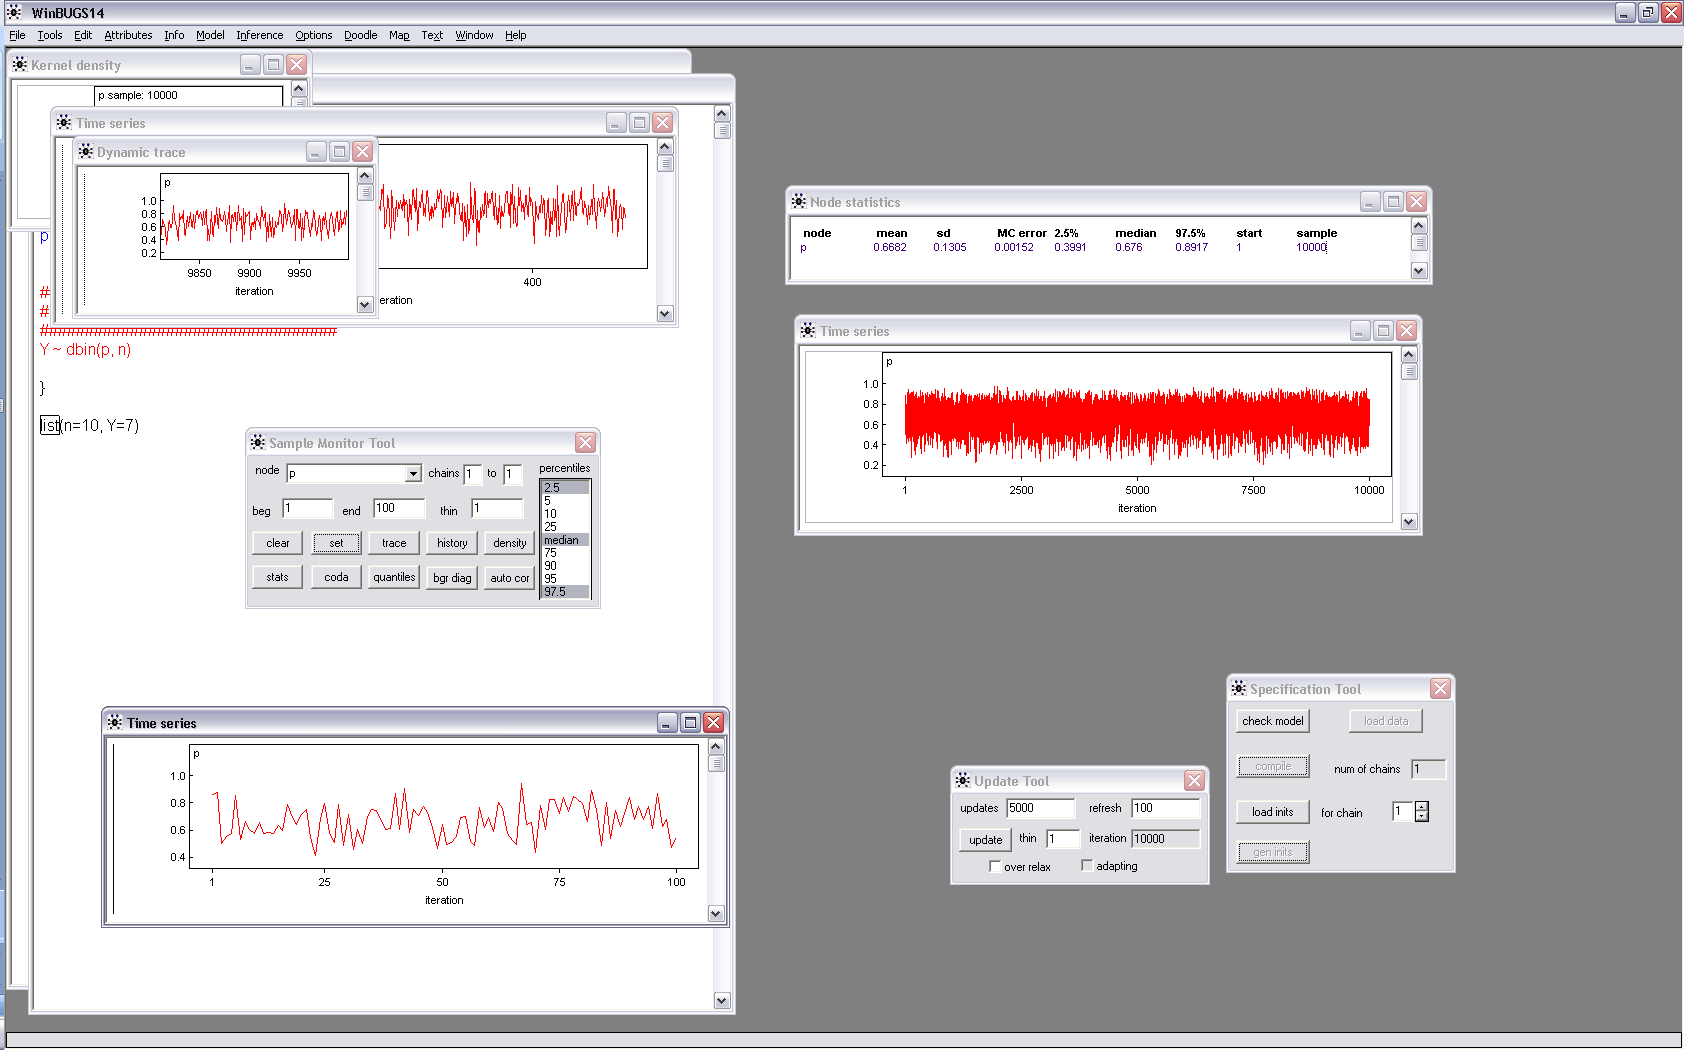 WinBUGS14
File Tools Edit Attributes Info Model Inference Options Doodle Map Text Window Help
Kernel density
p sample: 10000
Time series
400
Dynamic trace
p
1.0
0.8
0.6
0.4
0.2
9850 9900 9950
iteration
eration
p
#
#
Y ~ dbin(p, n)
}
list(n=10, Y=7)
Sample Monitor Tool
node p chains 1 to 1 percentiles
beg 1 end 100 thin 1
clear set trace history density
stats coda quantiles bgr diag auto cor
2.5
5
10
25
median
75
90
95
97.5
Time series
p
1.0
0.8
0.6
0.4
1 25 50 75 100
iteration
Node statistics
node mean sd MC error 2.5% median 97.5% start sample
p 0.6682 0.1305 0.00152 0.3991 0.676 0.8917 1 10000
Time series
p
1.0
0.8
0.6
0.4
0.2
1 2500 5000 7500 10000
iteration
Update Tool
updates 5000 refresh 100
update thin 1 iteration 10000
over relax adapting
Specification Tool
check model load data
compile num of chains 1
load inits for chain 1
gen inits